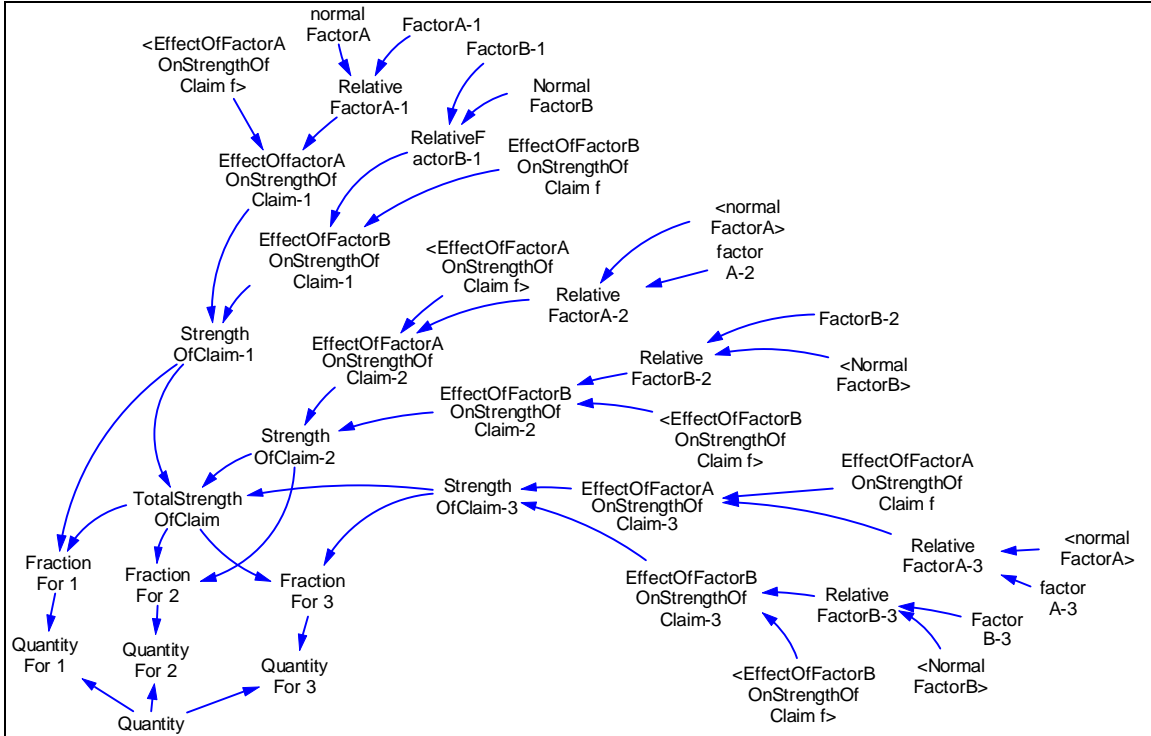 normal
FactorA
FactorA-1
<EffectOfFactorA
OnStrengthOf
Claim f>
FactorB-1
Relative
FactorA-1
Normal
FactorB
RelativeF
actorB-1
EffectOfFactorB
OnStrengthOf
Claim f
EffectOffactorA
OnStrengthOf
Claim-1
EffectOfFactorB
OnStrengthOf
Claim-1
<normal
FactorA>
<EffectOfFactorA
OnStrengthOf
Claim f>
factor
A-2
Relative
FactorA-2
Strength
OfClaim-1
EffectOfFactorA
OnStrengthOf
Claim-2
FactorB-2
Relative
FactorB-2
<Normal
FactorB>
EffectOfFactorB
OnStrengthOf
Claim-2
<EffectOfFactorB
OnStrengthOf
Claim f>
Strength
OfClaim-2
EffectOfFactorA
OnStrengthOf
Claim f
TotalStrength
OfClaim
Strength
OfClaim-3
EffectOfFactorA
OnStrengthOf
Claim-3
Relative
FactorA-3
<normal
FactorA>
Fraction
For 1
Fraction
For 2
Fraction
For 3
EffectOfFactorB
OnStrengthOf
Claim-3
Relative
FactorB-3
factor
A-3
Factor
B-3
Quantity
For 1
Quantity
For 2
Quantity
For 3
<EffectOfFactorB
OnStrengthOf
Claim f>
<Normal
FactorB>
Quantity